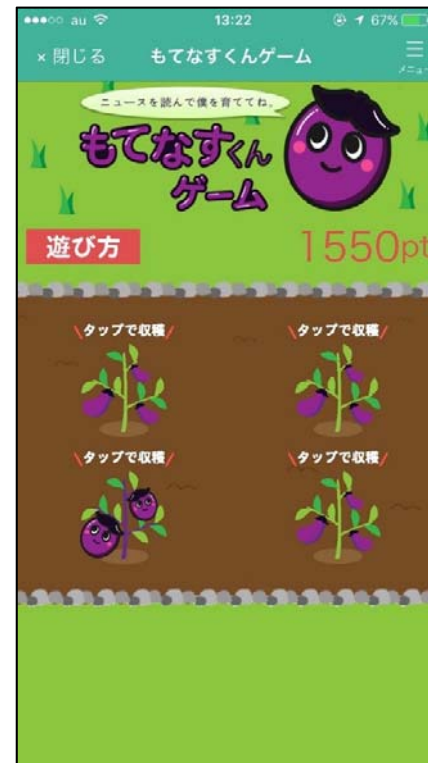 au 13:22 67%
× 閉じる もてなすくんゲーム メニュー
ニュースを読んで僕を育ててね。
もてなすくん
ゲーム
遊び方 1550pt
\タップで収穫/ \タップで収穫/
\タップで収穫/ \タップで収穫/